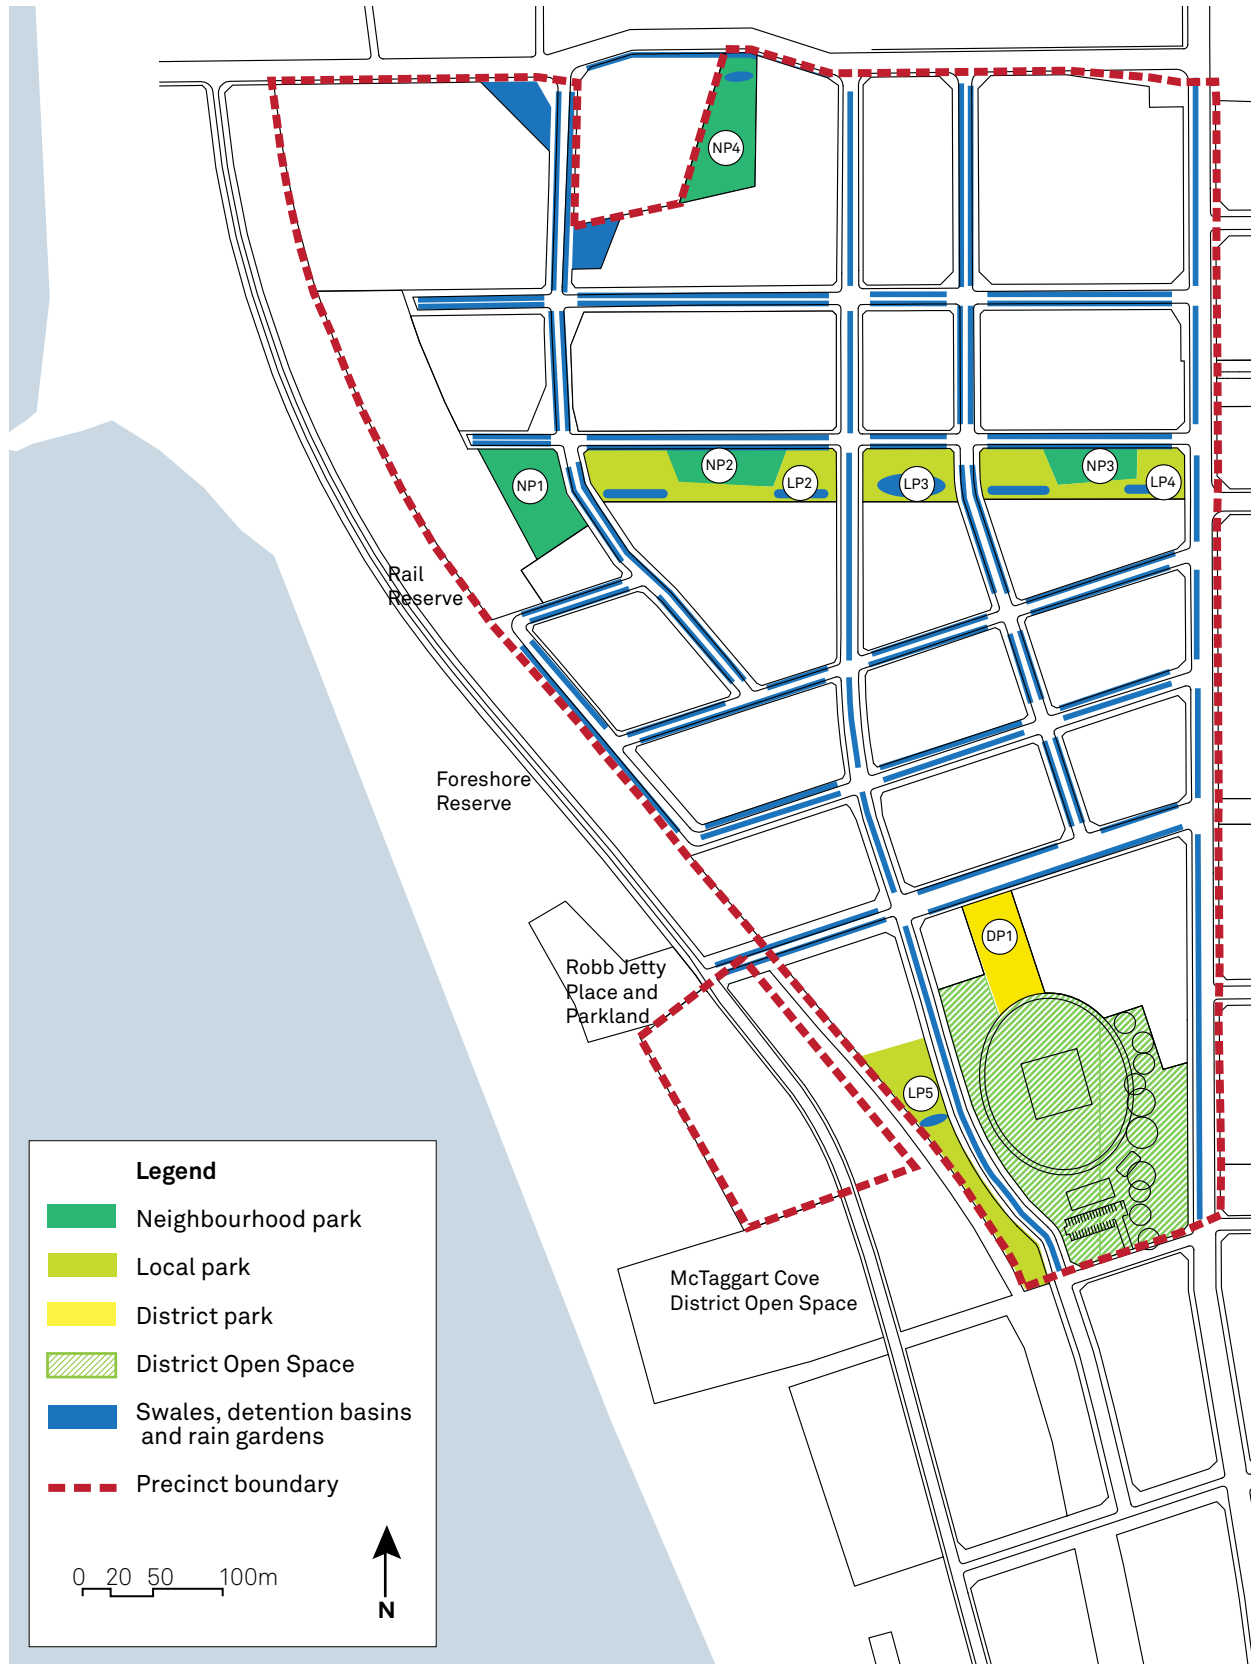 NP4
NP1
NP2
LP2
LP3
NP3
LP4
Rail
Reserve
Foreshore
Reserve
DP1
Robb Jetty
Place and
Parkland
LP5
McTaggart Cove
District Open Space
Legend
Neighbourhood park
Local park
District park
District Open Space
Swales, detention basins
and rain gardens
Precinct boundary
0 20 50 100m
N